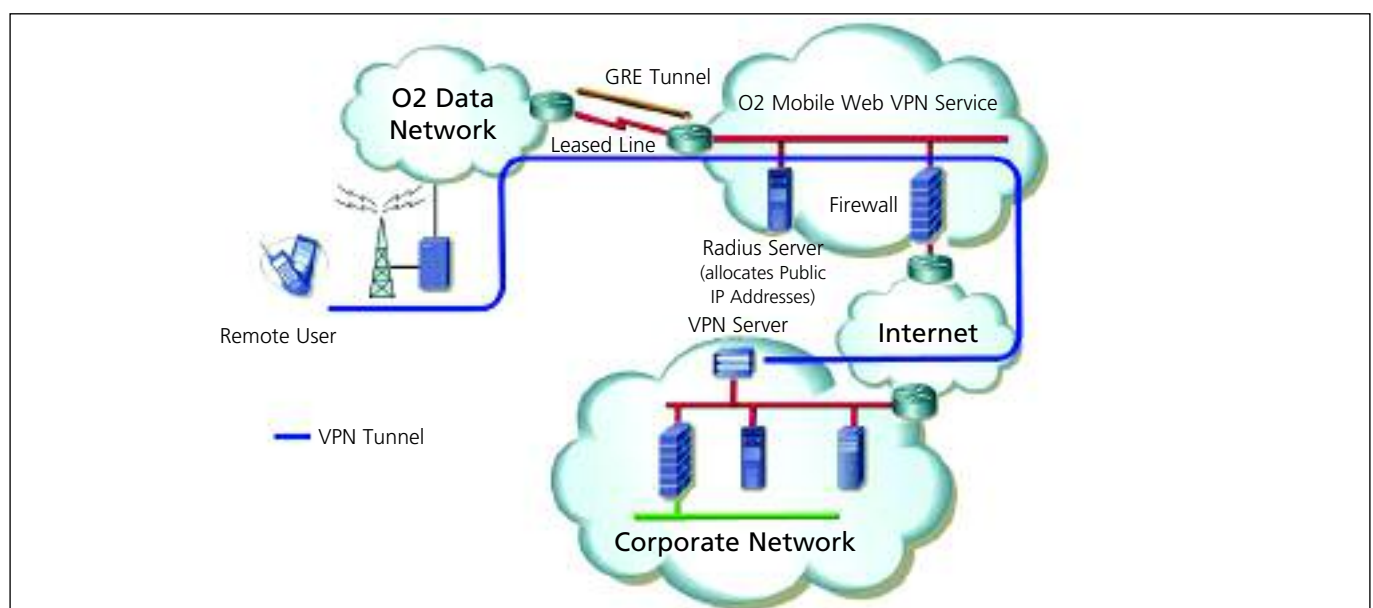 GRE Tunnel
O2 Data
Network
O2 Mobile Web VPN Service
Leased Line
Firewall
Radius Server
(allocates Public
IP Addresses)
Remote User
VPN Server
Internet
VPN Tunnel
Corporate Network